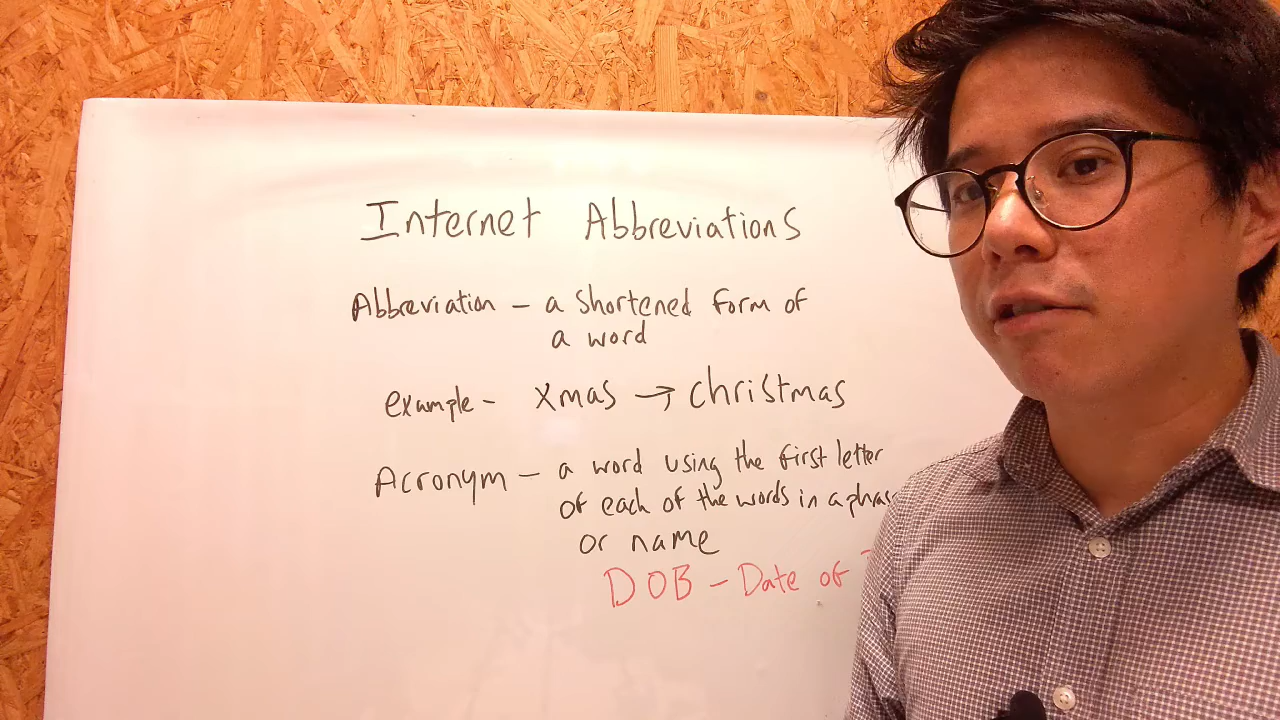 Internet Abbreviations
Abbreviation - a shortened form of
a word
example - xmas → christmas
Acronym - a word using the first letter
of each of the words in a phras
or name
DOB - Date of